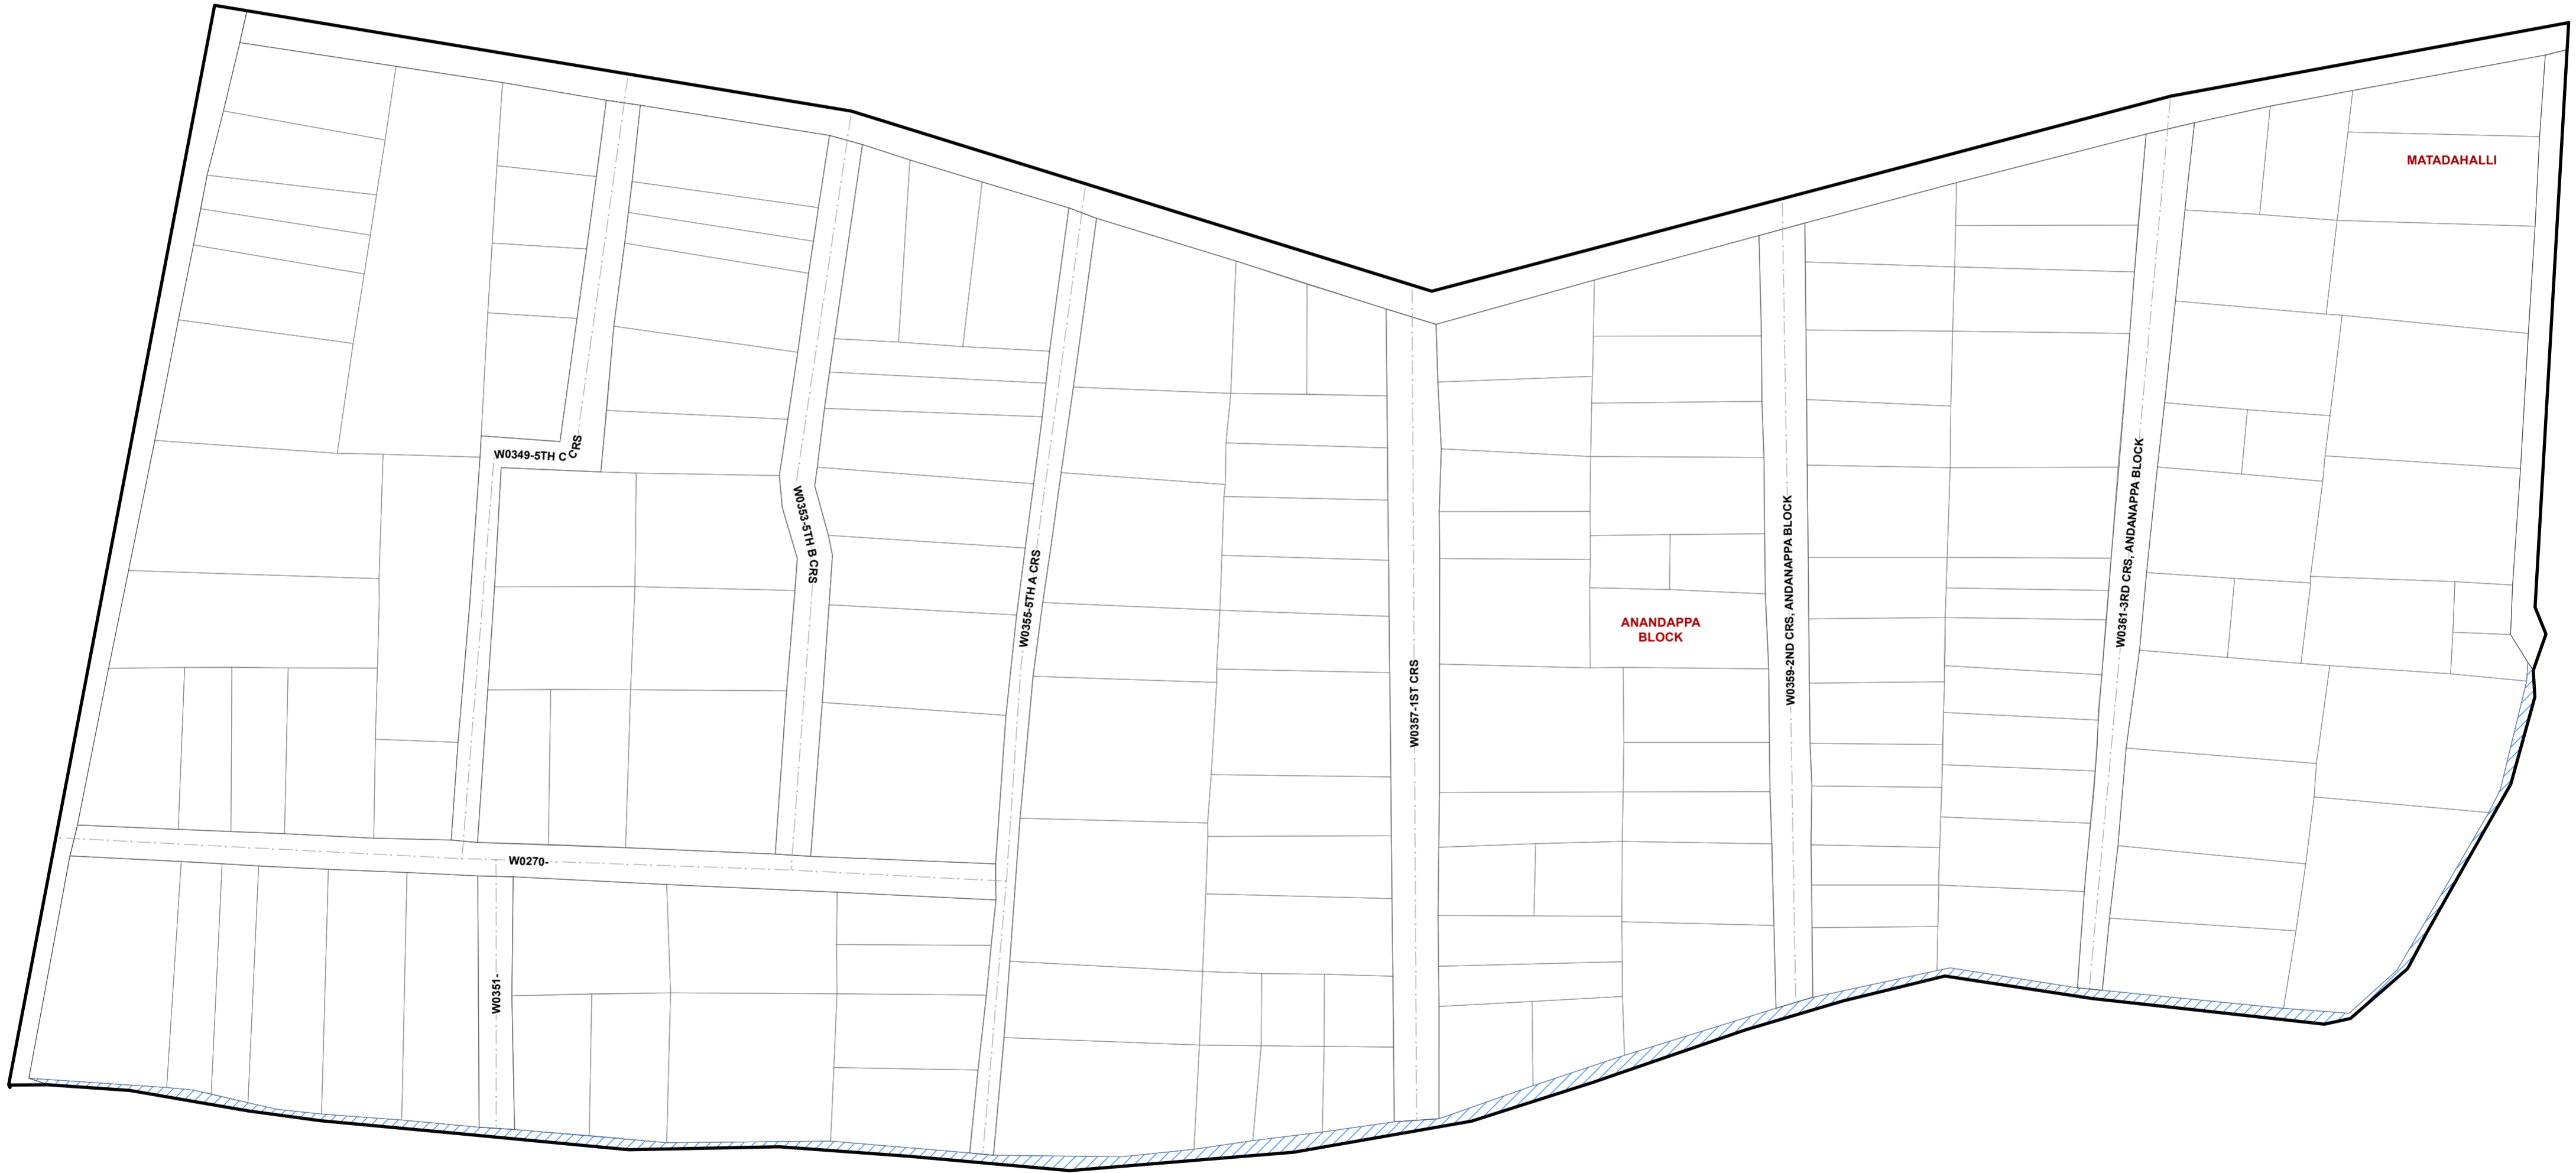 MATADAHALLI
W0349-5TH C CRS
W0353-5TH B CRS
W0355-5TH A CRS
W0357-1ST CRS
ANANDAPPA
BLOCK
W0359-2ND CRS, ANDANAPPA BLOCK
W0361-3RD CRS, ANDANAPPA BLOCK
W0270-
W0351-